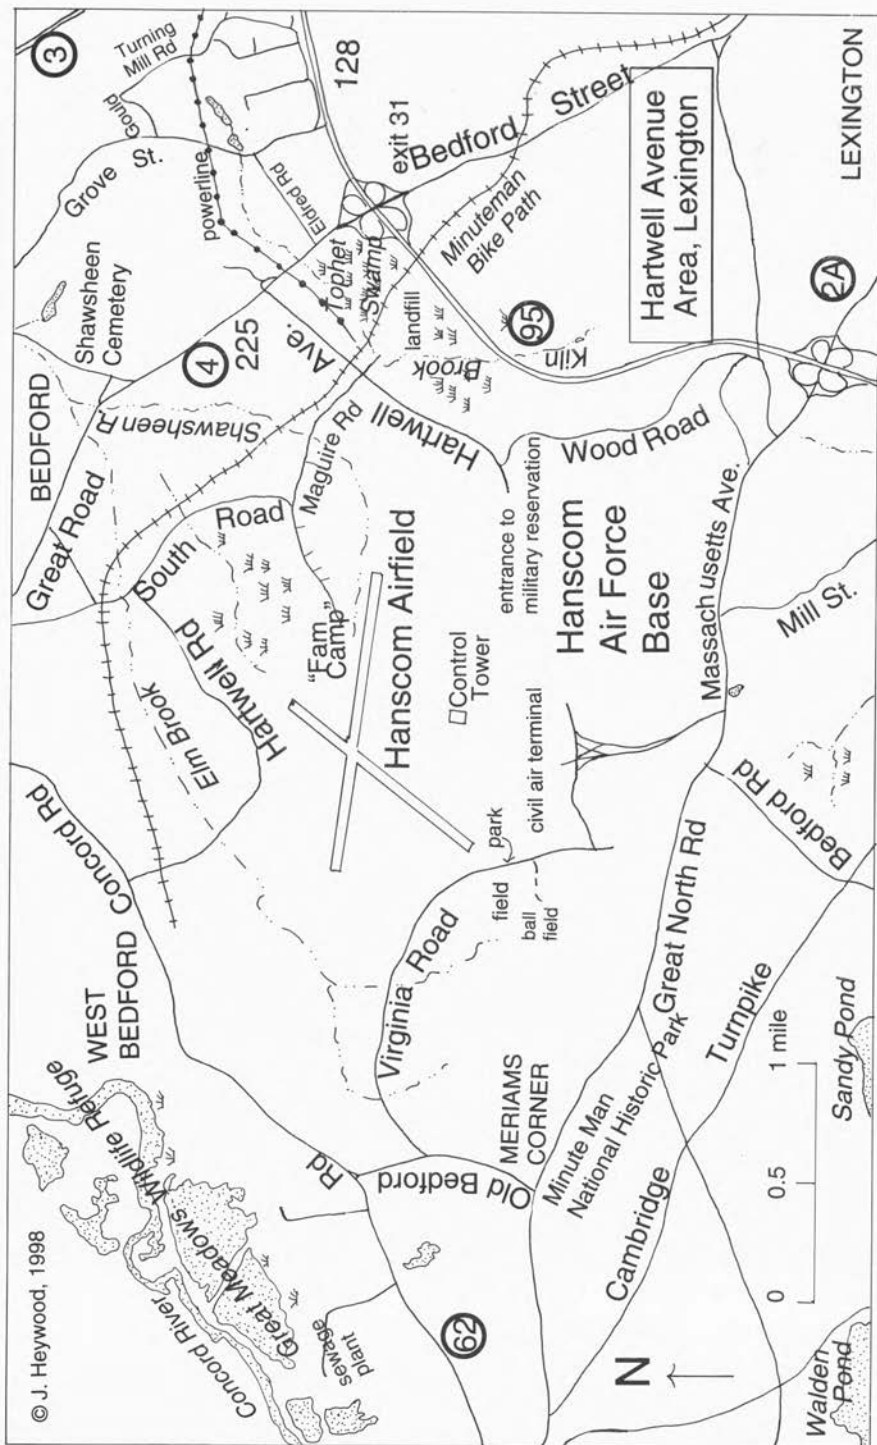 © J. Heywood, 1998
Concord River
Great Meadows Wildlife Refuge
sewage
plant
WEST
BEDFORD
Concord Rd
Rd
62
Old Bedford
MERIAMS
CORNER
Virginia Road
Elm Brook
Hartwell Rd
South Road
Great Road
BEDFORD
Shawsheen R.
Shawsheen
Cemetery
4
225
Grove St.
Gould
Turning
Mill Rd
3
powerline
Eldred Rd
128
exit 31
Tophet
Swamp
landfill
Hartwell Ave.
Maguire Rd
"Fam
Camp"
Hanscom Airfield
Control
Tower
park
field
ball
field
civil air terminal
entrance to
military reservation
Hanscom
Air Force
Base
Kiln Brook
95
Wood Road
Minuteman
Bike Path
Bedford Street
Hartwell Avenue
Area, Lexington
LEXINGTON
2A
Massachusetts Ave.
Mill St.
Bedford Rd
Great North Rd
Minute Man
National Historic Park
Cambridge Turnpike
N
0 0.5 1 mile
Walden
Pond
Sandy Pond